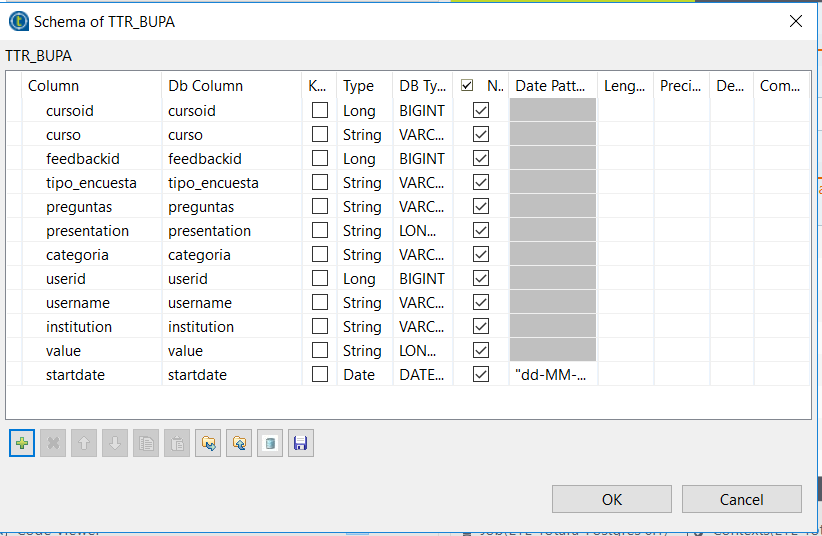 Schema of TTR_BUPA
TTR_BUPA
Column Db Column K... Type DB Ty... N.. Date Patt... Leng... Preci... De... Com...
cursoid cursoid Long BIGINT
curso curso String VARC...
feedbackid feedbackid Long BIGINT
tipo_encuesta tipo_encuesta String VARC...
preguntas preguntas String VARC...
presentation presentation String LON...
categoria categoria String VARC...
userid userid Long BIGINT
username username String VARC...
institution institution String VARC...
value value String LON...
startdate startdate Date DATE... "dd-MM-...
OK Cancel